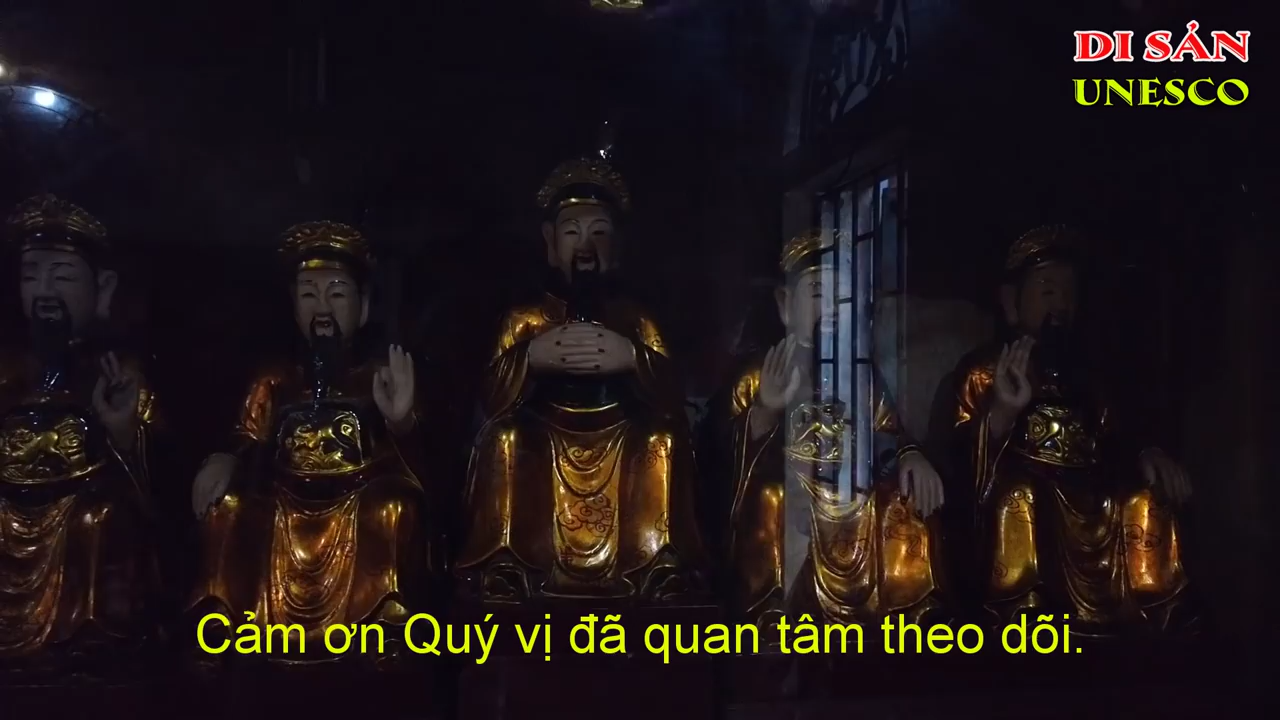 DI SẢN
UNESCO
Cảm ơn Quý vị đã quan tâm theo dõi.